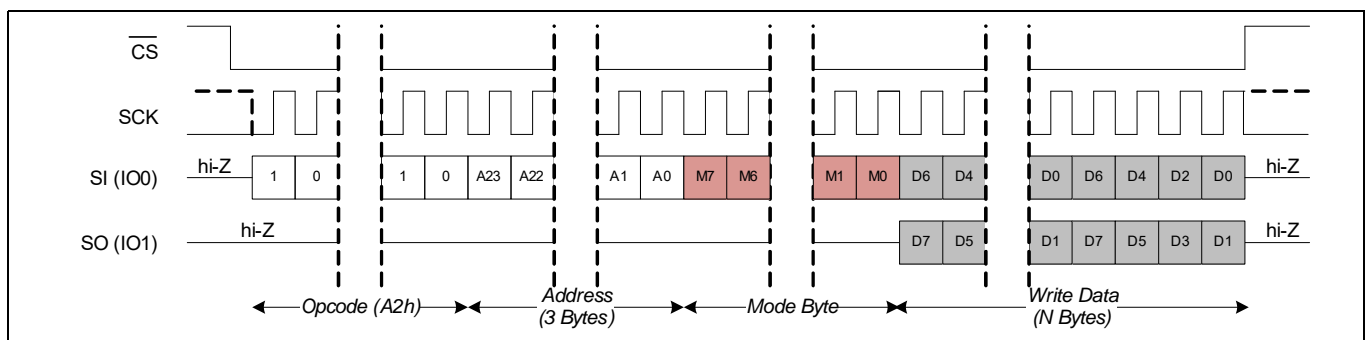 CS
SCK
hi-Z
SI (IO0) 1 0 1 0 A23 A22 A1 A0 M7 M6 M1 M0 D6 D4 D0 D6 D4 D2 D0 hi-Z
hi-Z
SO (IO1) D7 D5 D1 D7 D5 D3 D1 hi-Z
Opcode (A2h) Address Mode Byte Write Data
(3 Bytes) (N Bytes)